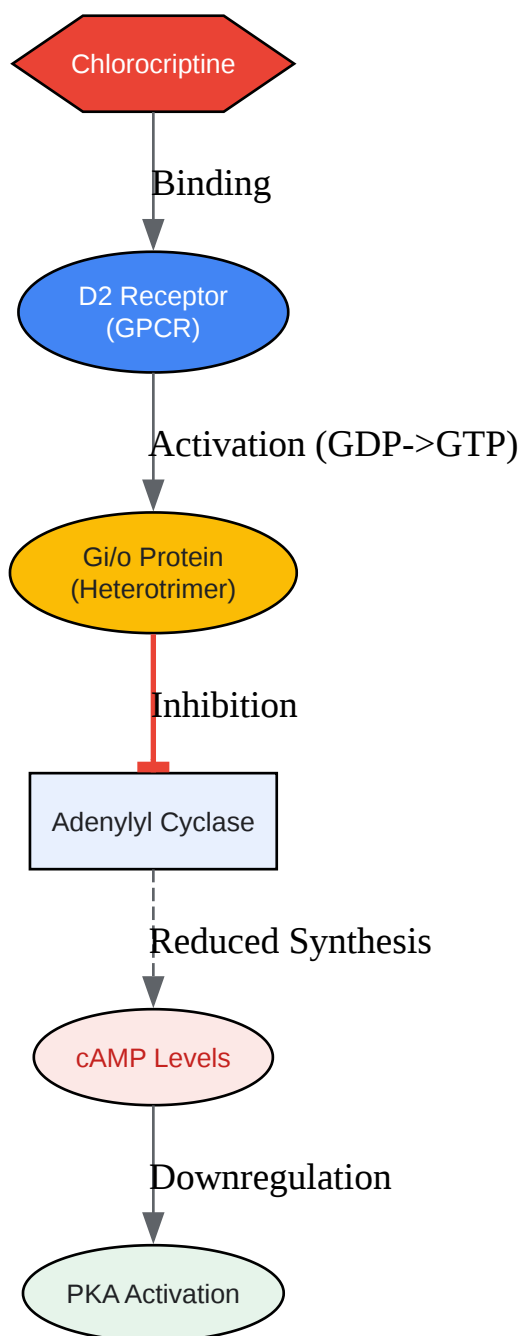 Chlorocriptine
Binding
D2 Receptor
(GPCR)
Activation (GDP->GTP)
Gi/o Protein
(Heterotrimer)
Inhibition
Adenylyl Cyclase
Reduced Synthesis
cAMP Levels
Downregulation
PKA Activation